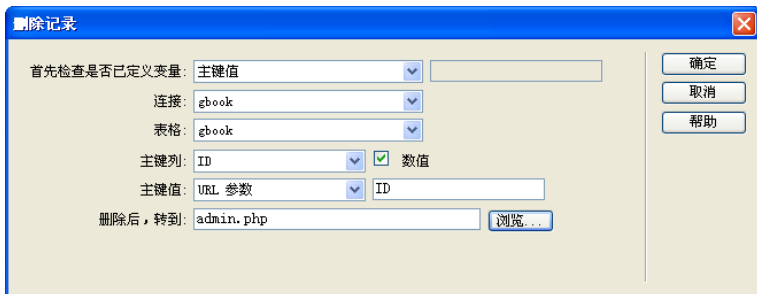 删除记录
首先检查是否已定义变量: 主键值
连接: gbook
表格: gbook
主键列: ID 数值
主键值: URL 参数 ID
删除后，转到: admin.php 浏览...
确定
取消
帮助